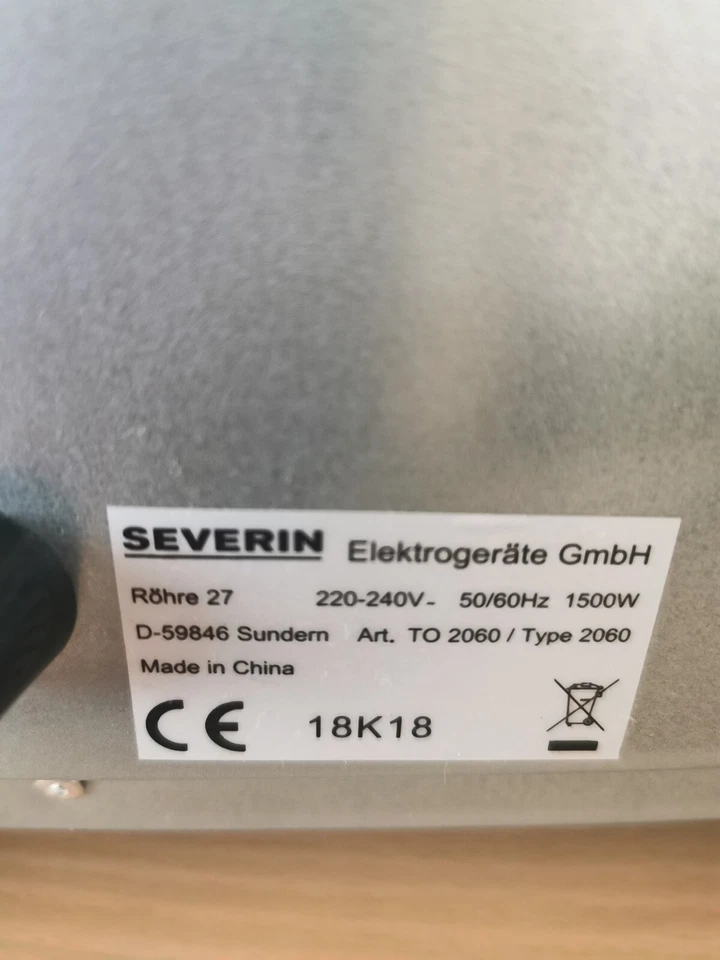 SEVERIN Elektrogeräte GmbH
Röhre 27 220-240V~ 50/60Hz 1500W
D-59846 Sundern Art. TO 2060 / Type 2060
Made in China
CE 18K18